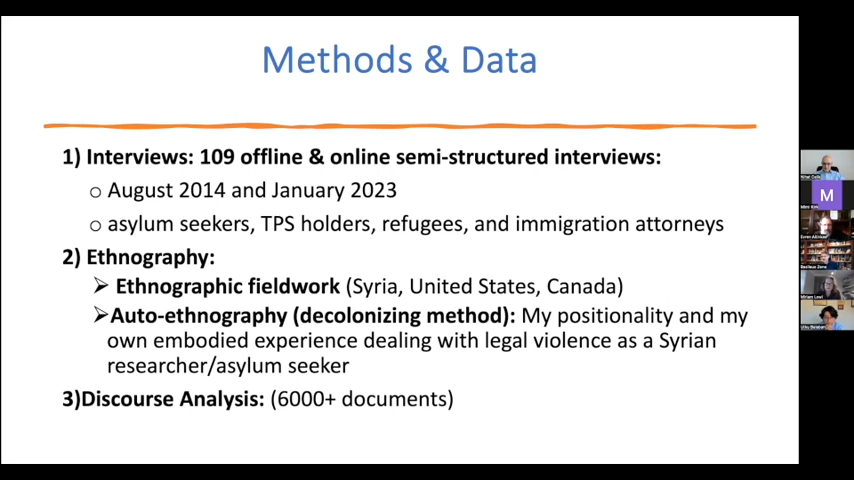 Methods & Data
1) Interviews: 109 offline & online semi-structured interviews:
o August 2014 and January 2023
o asylum seekers, TPS holders, refugees, and immigration attorneys
2) Ethnography:
➢ Ethnographic fieldwork (Syria, United States, Canada)
➢Auto-ethnography (decolonizing method): My positionality and my
own embodied experience dealing with legal violence as a Syrian
researcher/asylum seeker
3)Discourse Analysis: (6000+ documents)
M